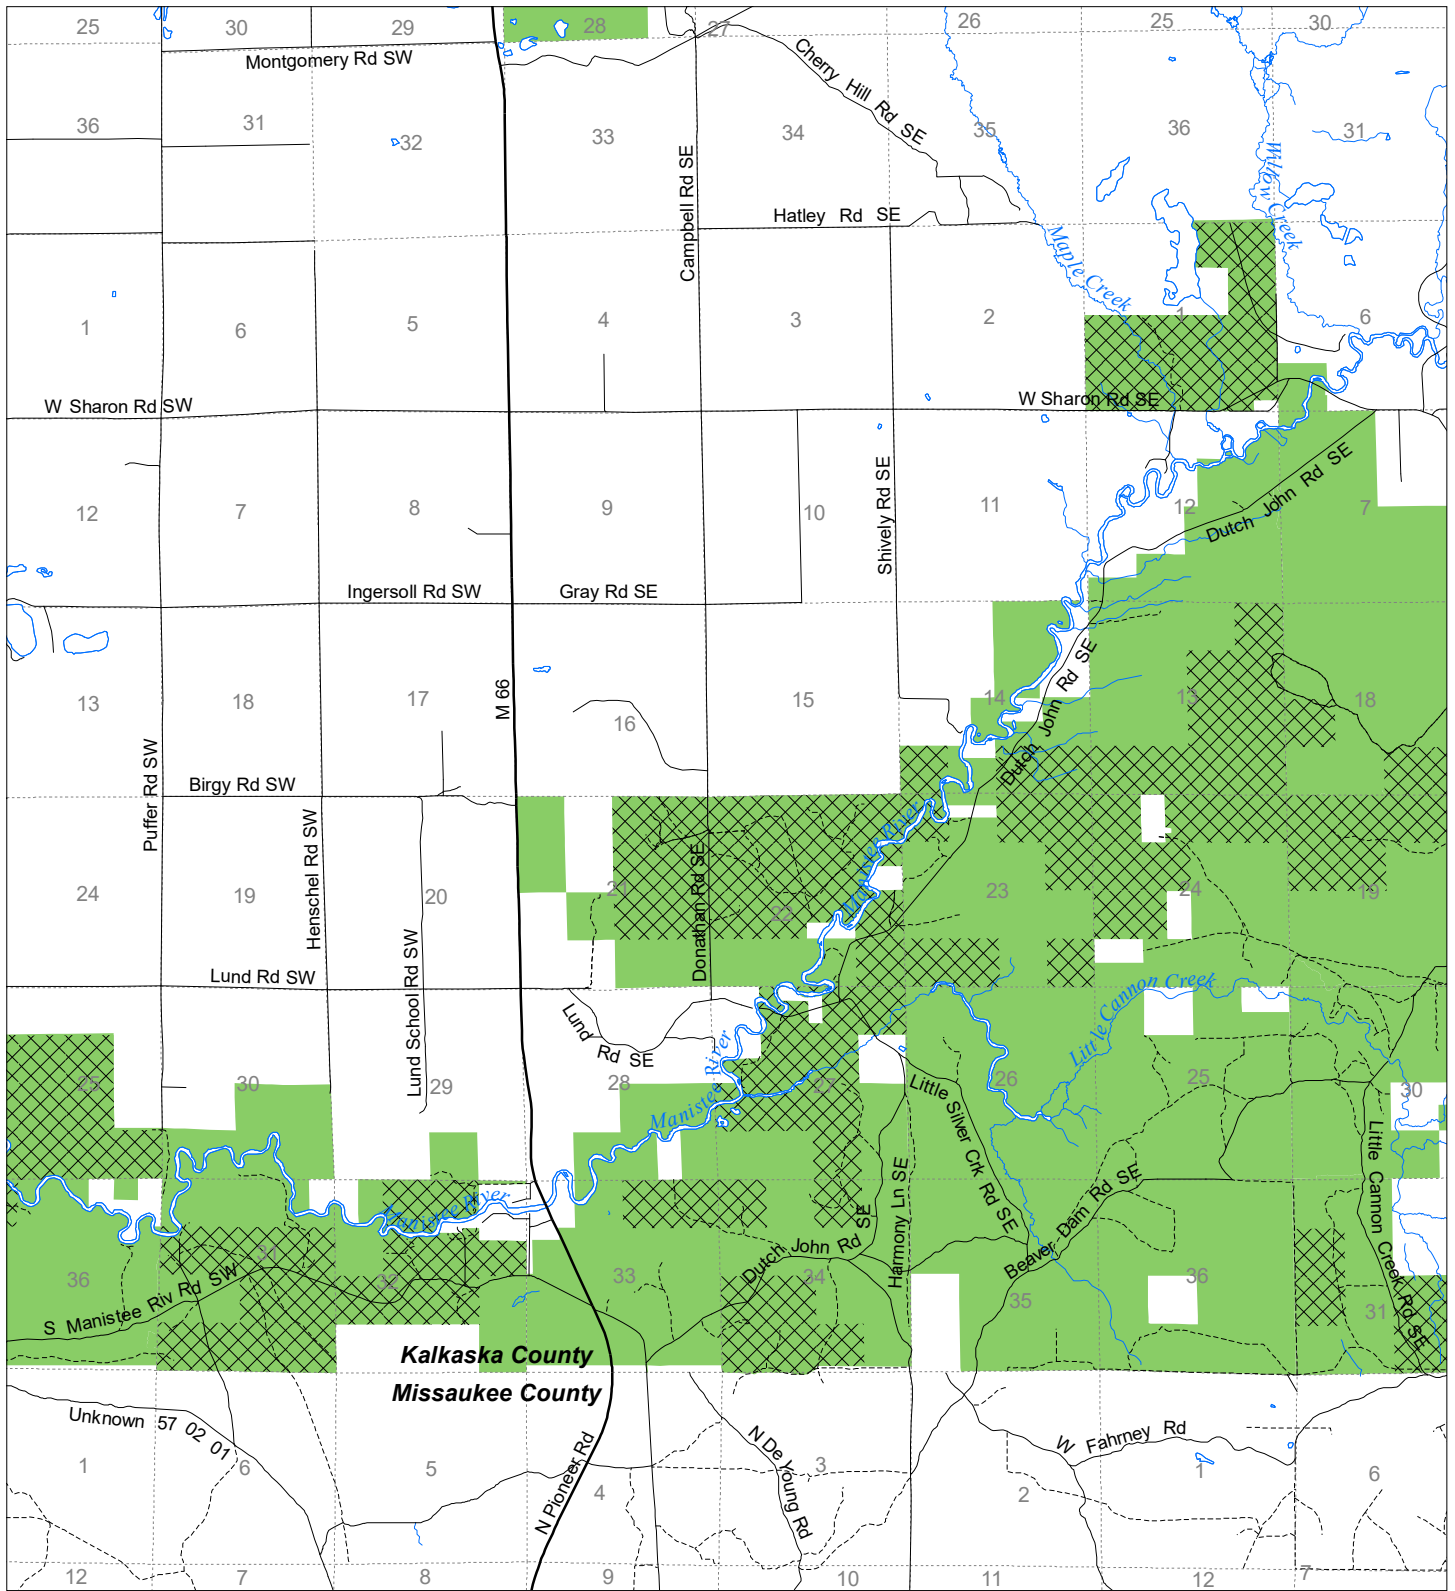 25
30
29
28
27
26
25
30
Montgomery Rd SW
Cherry Hill Rd SE
36
31
32
33
34
35
36
31
Willow Creek
Campbell Rd SE
Hatley Rd SE
Maple Creek
1
6
5
4
3
2
1
6
W Sharon Rd SW
W Sharon Rd SE
12
7
8
9
10
11
12
7
Shively Rd SE
Dutch John Rd SE
Ingersoll Rd SW
Gray Rd SE
13
18
17
M 66
16
15
14
13
18
Dutch John Rd SE
Puffer Rd SW
Birgy Rd SW
Henschel Rd SW
24
19
20
21
22
23
24
19
Manistee River
Donathan Rd SE
Lund School Rd SW
Lund Rd SW
Lund Rd SE
Little Cannon Creek
25
30
29
28
27
26
25
30
Manistee River
Little Silver Crk Rd SE
Little Cannon Creek Rd SE
Harmony Ln SE
Beaver Dam Rd SE
Manistee River
Dutch John Rd SE
36
31
32
33
34
35
36
31
S Manistee Riv Rd SW
Kalkaska County
Missaukee County
Unknown 57 02 01
N Pioneer Rd
N De Young Rd
W Fahrney Rd
1
6
5
4
3
2
1
6
12
7
8
9
10
11
12
7